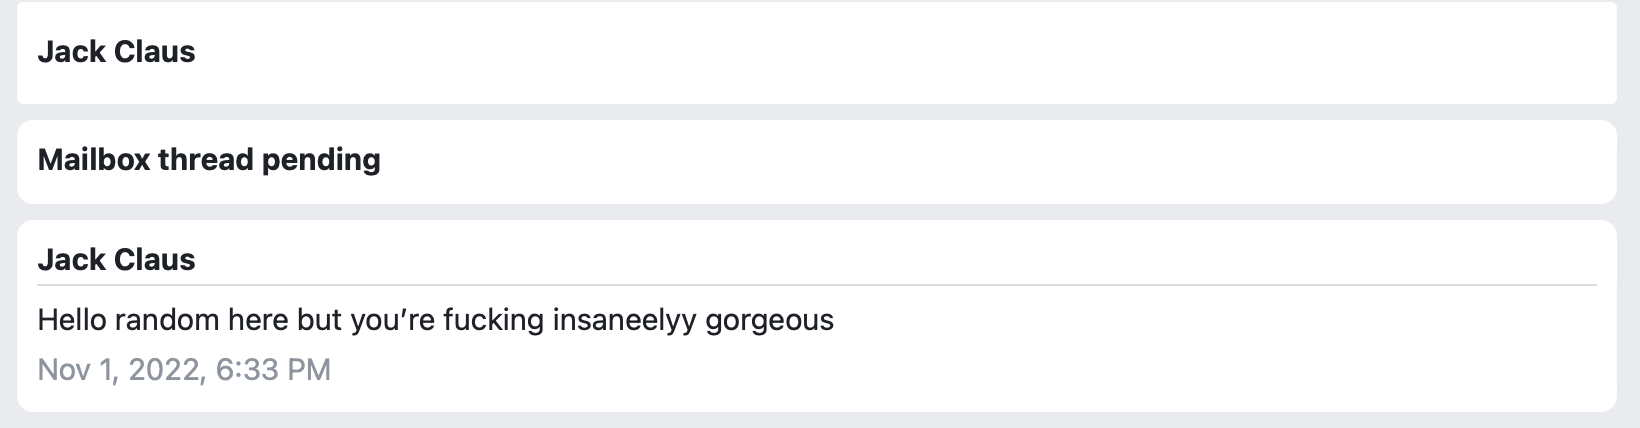 Jack Claus
Mailbox thread pending
Jack Claus
Hello random here but you’re fucking insaneelyy gorgeous
Nov 1, 2022, 6:33 PM